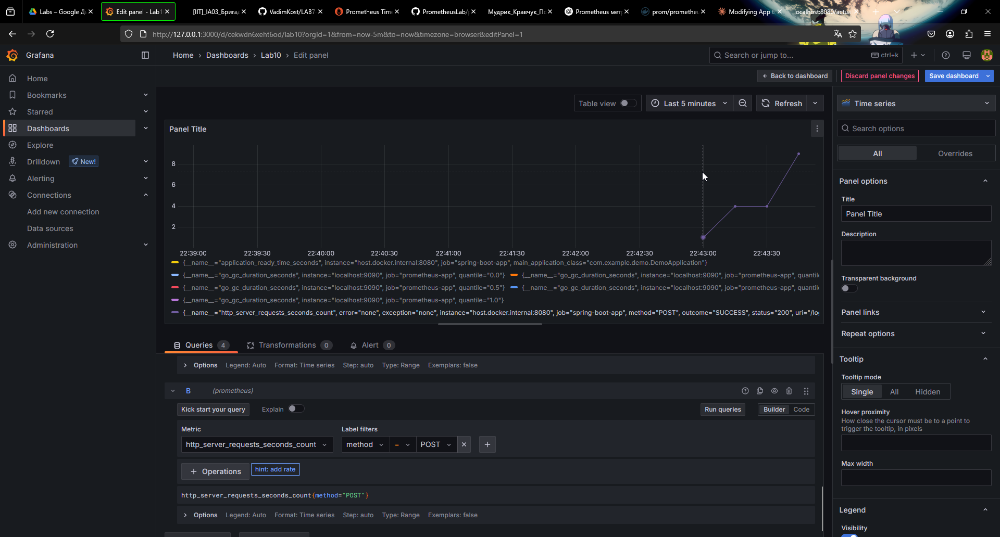 Labs – Google Д
Edit panel - Lab1
[ІІТ]_ІА03_Бригад
VadimKost/LAB7
Prometheus Time
PrometheusLab/
Мудрик_Кравчук_По
Prometheus мет
prom/promethe
Modifying App t
localhost:8080/actu
http://127.0.0.1:3000/d/cekwdn6xeht6od/lab10?orgId=1&from=now-5m&to=now&timezone=browser&editPanel=1
Grafana
Home › Dashboards › Lab10 › Edit panel
Search or jump to...
ctrl+k
Back to dashboard
Discard panel changes
Save dashboard
Home
Bookmarks
Starred
Dashboards
Explore
Drilldown New!
Alerting
Connections
Add new connection
Data sources
Administration
Table view
Last 5 minutes
Refresh
Panel Title
8
6
4
2
22:39:00 22:39:30 22:40:00 22:40:30 22:41:00 22:41:30 22:42:00 22:42:30 22:43:00 22:43:30
{__name__="application_ready_time_seconds", instance="host.docker.internal:8080", job="spring-boot-app", main_application_class="com.example.demo.DemoApplication"}
{__name__="go_gc_duration_seconds", instance="localhost:9090", job="prometheus-app", quantile="0.0"} {__name__="go_gc_duration_seconds", instance="localhost:9090", job="prometheus-app", quantil
{__name__="go_gc_duration_seconds", instance="localhost:9090", job="prometheus-app", quantile="0.5"} {__name__="go_gc_duration_seconds", instance="localhost:9090", job="prometheus-app", quantil
{__name__="go_gc_duration_seconds", instance="localhost:9090", job="prometheus-app", quantile="1.0"}
{__name__="http_server_requests_seconds_count", error="none", exception="none", instance="host.docker.internal:8080", job="spring-boot-app", method="POST", outcome="SUCCESS", status="200", uri="/log
Queries 4
Transformations 0
Alert 0
Options Legend: Auto Format: Time series Step: auto Type: Range Exemplars: false
B (prometheus)
Kick start your query
Explain
Run queries
Builder Code
Metric
Label filters
http_server_requests_seconds_count
method = POST
+ Operations
hint: add rate
http_server_requests_seconds_count{method="POST"}
Options Legend: Auto Format: Time series Step: auto Type: Range Exemplars: false
Time series
Search options
All Overrides
Panel options
Title
Panel Title
Description
Transparent background
Panel links
Repeat options
Tooltip
Tooltip mode
Single All Hidden
Hover proximity
How close the cursor must be to a point to
trigger the tooltip, in pixels
Max width
Legend
Visibility